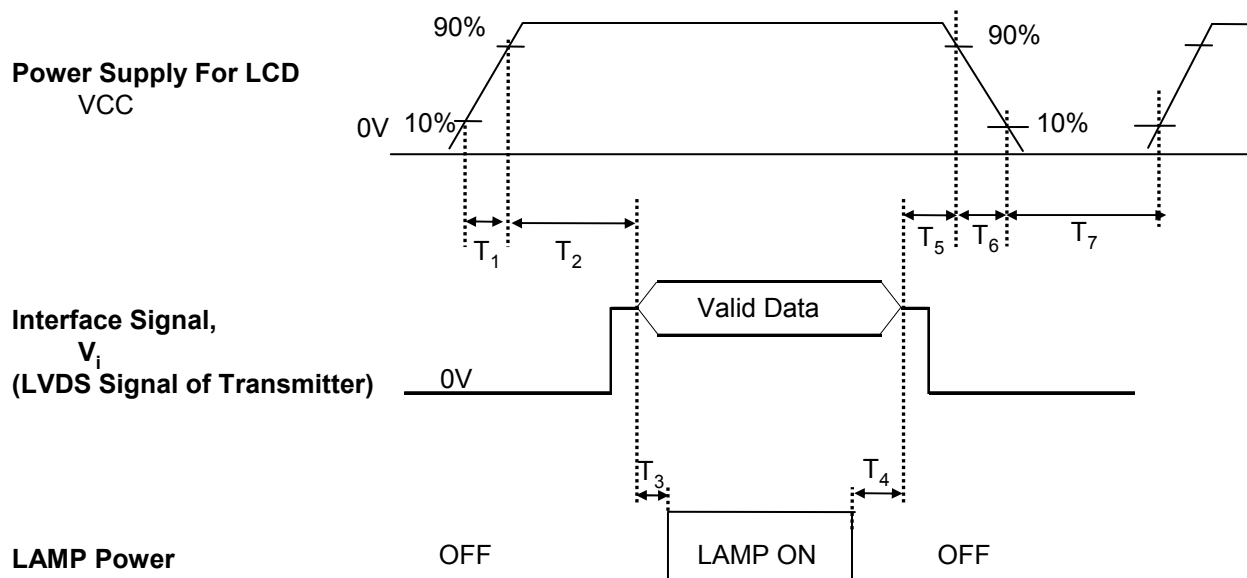 90%
90%
Power Supply For LCD
VCC
0V
10%
10%
T1
T2
T5
T6
T7
Valid Data
Interface Signal,
Vi
(LVDS Signal of Transmitter)
0V
T3
T4
LAMP Power
OFF
LAMP ON
OFF